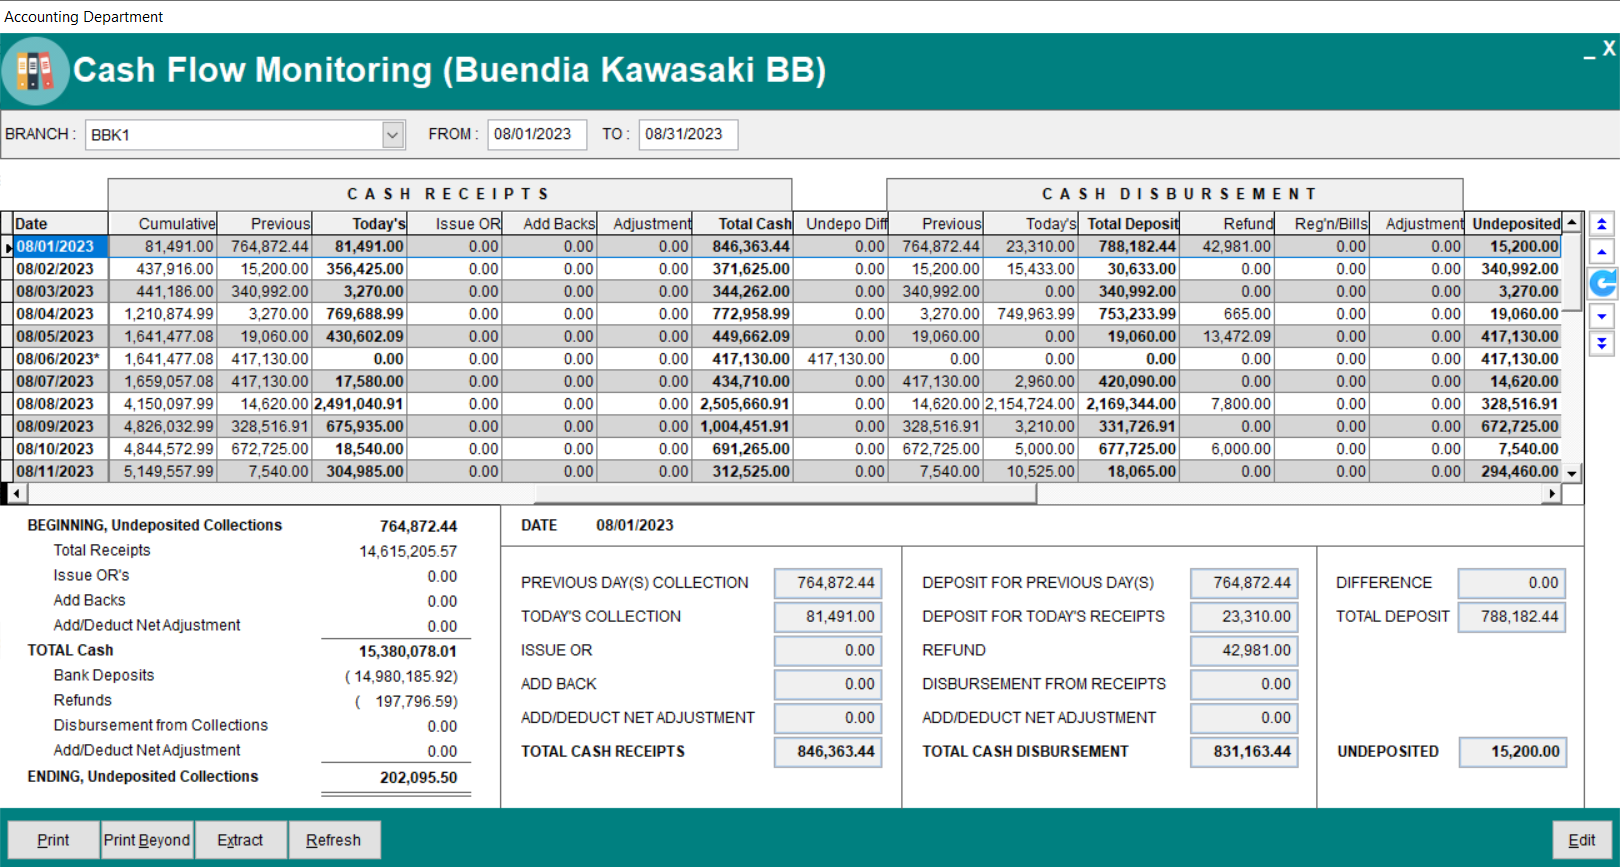 Accounting Department
Cash Flow Monitoring (Buendia Kawasaki BB)
_ X
BRANCH : BBK1 FROM : 08/01/2023 TO : 08/31/2023
CASH RECEIPTS CASH DISBURSEMENT
Date Cumulative Previous Today's Issue OR Add Backs Adjustment Total Cash Undepo Diff Previous Today's Total Deposit Refund Reg'n/Bills Adjustment Undeposited
08/01/2023 81,491.00 764,872.44 81,491.00 0.00 0.00 0.00 846,363.44 0.00 764,872.44 23,310.00 788,182.44 42,981.00 0.00 0.00 15,200.00
08/02/2023 437,916.00 15,200.00 356,425.00 0.00 0.00 0.00 371,625.00 0.00 15,200.00 15,433.00 30,633.00 0.00 0.00 0.00 340,992.00
08/03/2023 441,186.00 340,992.00 3,270.00 0.00 0.00 0.00 344,262.00 0.00 340,992.00 0.00 340,992.00 0.00 0.00 0.00 3,270.00
08/04/2023 1,210,874.99 3,270.00 769,688.99 0.00 0.00 0.00 772,958.99 0.00 3,270.00 749,963.99 753,233.99 665.00 0.00 0.00 19,060.00
08/05/2023 1,641,477.08 19,060.00 430,602.09 0.00 0.00 0.00 449,662.09 0.00 19,060.00 0.00 19,060.00 13,472.09 0.00 0.00 417,130.00
08/06/2023* 1,641,477.08 417,130.00 0.00 0.00 0.00 0.00 417,130.00 417,130.00 0.00 0.00 0.00 0.00 0.00 0.00 417,130.00
08/07/2023 1,659,057.08 417,130.00 17,580.00 0.00 0.00 0.00 434,710.00 0.00 417,130.00 2,960.00 420,090.00 0.00 0.00 0.00 14,620.00
08/08/2023 4,150,097.99 14,620.00 2,491,040.91 0.00 0.00 0.00 2,505,660.91 0.00 14,620.00 2,154,724.00 2,169,344.00 7,800.00 0.00 0.00 328,516.91
08/09/2023 4,826,032.99 328,516.91 675,935.00 0.00 0.00 0.00 1,004,451.91 0.00 328,516.91 3,210.00 331,726.91 0.00 0.00 0.00 672,725.00
08/10/2023 4,844,572.99 672,725.00 18,540.00 0.00 0.00 0.00 691,265.00 0.00 672,725.00 5,000.00 677,725.00 6,000.00 0.00 0.00 7,540.00
08/11/2023 5,149,557.99 7,540.00 304,985.00 0.00 0.00 0.00 312,525.00 0.00 7,540.00 10,525.00 18,065.00 0.00 0.00 0.00 294,460.00
BEGINNING, Undeposited Collections 764,872.44
Total Receipts 14,615,205.57
Issue OR's 0.00
Add Backs 0.00
Add/Deduct Net Adjustment 0.00
TOTAL Cash 15,380,078.01
Bank Deposits ( 14,980,185.92)
Refunds ( 197,796.59)
Disbursement from Collections 0.00
Add/Deduct Net Adjustment 0.00
ENDING, Undeposited Collections 202,095.50
DATE 08/01/2023
PREVIOUS DAY(S) COLLECTION 764,872.44
TODAY'S COLLECTION 81,491.00
ISSUE OR 0.00
ADD BACK 0.00
ADD/DEDUCT NET ADJUSTMENT 0.00
TOTAL CASH RECEIPTS 846,363.44
DEPOSIT FOR PREVIOUS DAY(S) 764,872.44
DEPOSIT FOR TODAY'S RECEIPTS 23,310.00
REFUND 42,981.00
DISBURSEMENT FROM RECEIPTS 0.00
ADD/DEDUCT NET ADJUSTMENT 0.00
TOTAL CASH DISBURSEMENT 831,163.44
DIFFERENCE 0.00
TOTAL DEPOSIT 788,182.44
UNDEPOSITED 15,200.00
Print Print Beyond Extract Refresh Edit